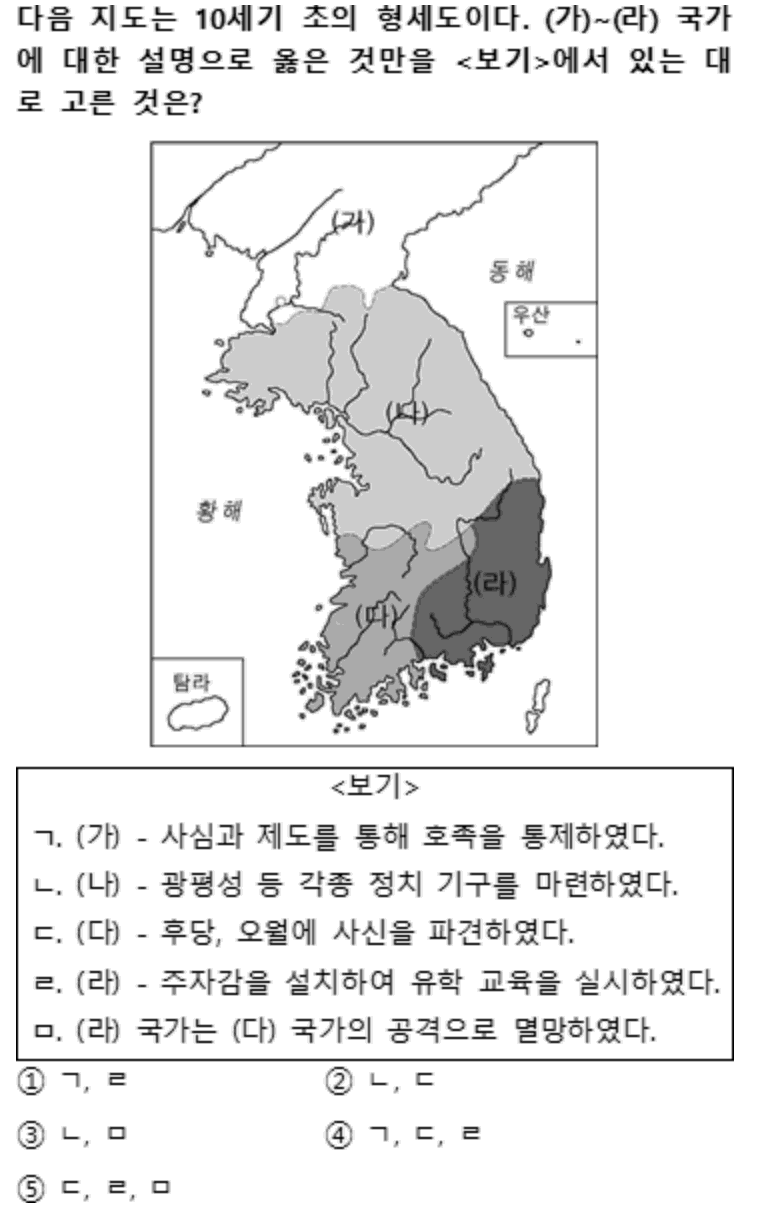 다음 지도는 10세기 초의 형세도이다. (가)~(라) 국가
에 대한 설명으로 옳은 것만을 <보기>에서 있는 대
로 고른 것은?
(가)
동해
우산
(나)
황해
(라)
(다)
탐라
<보기>
ㄱ. (가) - 사심관 제도를 통해 호족을 통제하였다.
ㄴ. (나) - 광평성 등 각종 정치 기구를 마련하였다.
ㄷ. (다) - 후당, 오월에 사신을 파견하였다.
ㄹ. (라) - 주자감을 설치하여 유학 교육을 실시하였다.
ㅁ. (라) 국가는 (다) 국가의 공격으로 멸망하였다.
① ㄱ, ㄹ
② ㄴ, ㄷ
③ ㄴ, ㅁ
④ ㄱ, ㄷ, ㄹ
⑤ ㄷ, ㄹ, ㅁ